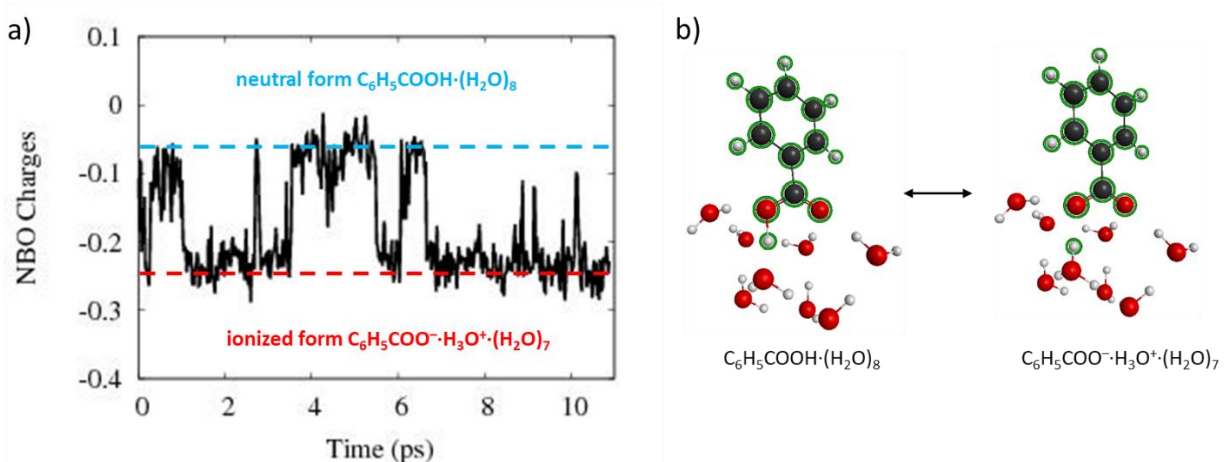 a)
0.1
0
-0.1
-0.2
-0.3
-0.4
NBO Charges
neutral form C₆H₅COOH·(H₂O)₈
ionized form C₆H₅COO⁻·H₃O⁺·(H₂O)₇
0 2 4 6 8 10
Time (ps)
b)
C₆H₅COOH·(H₂O)₈
C₆H₅COO⁻·H₃O⁺·(H₂O)₇